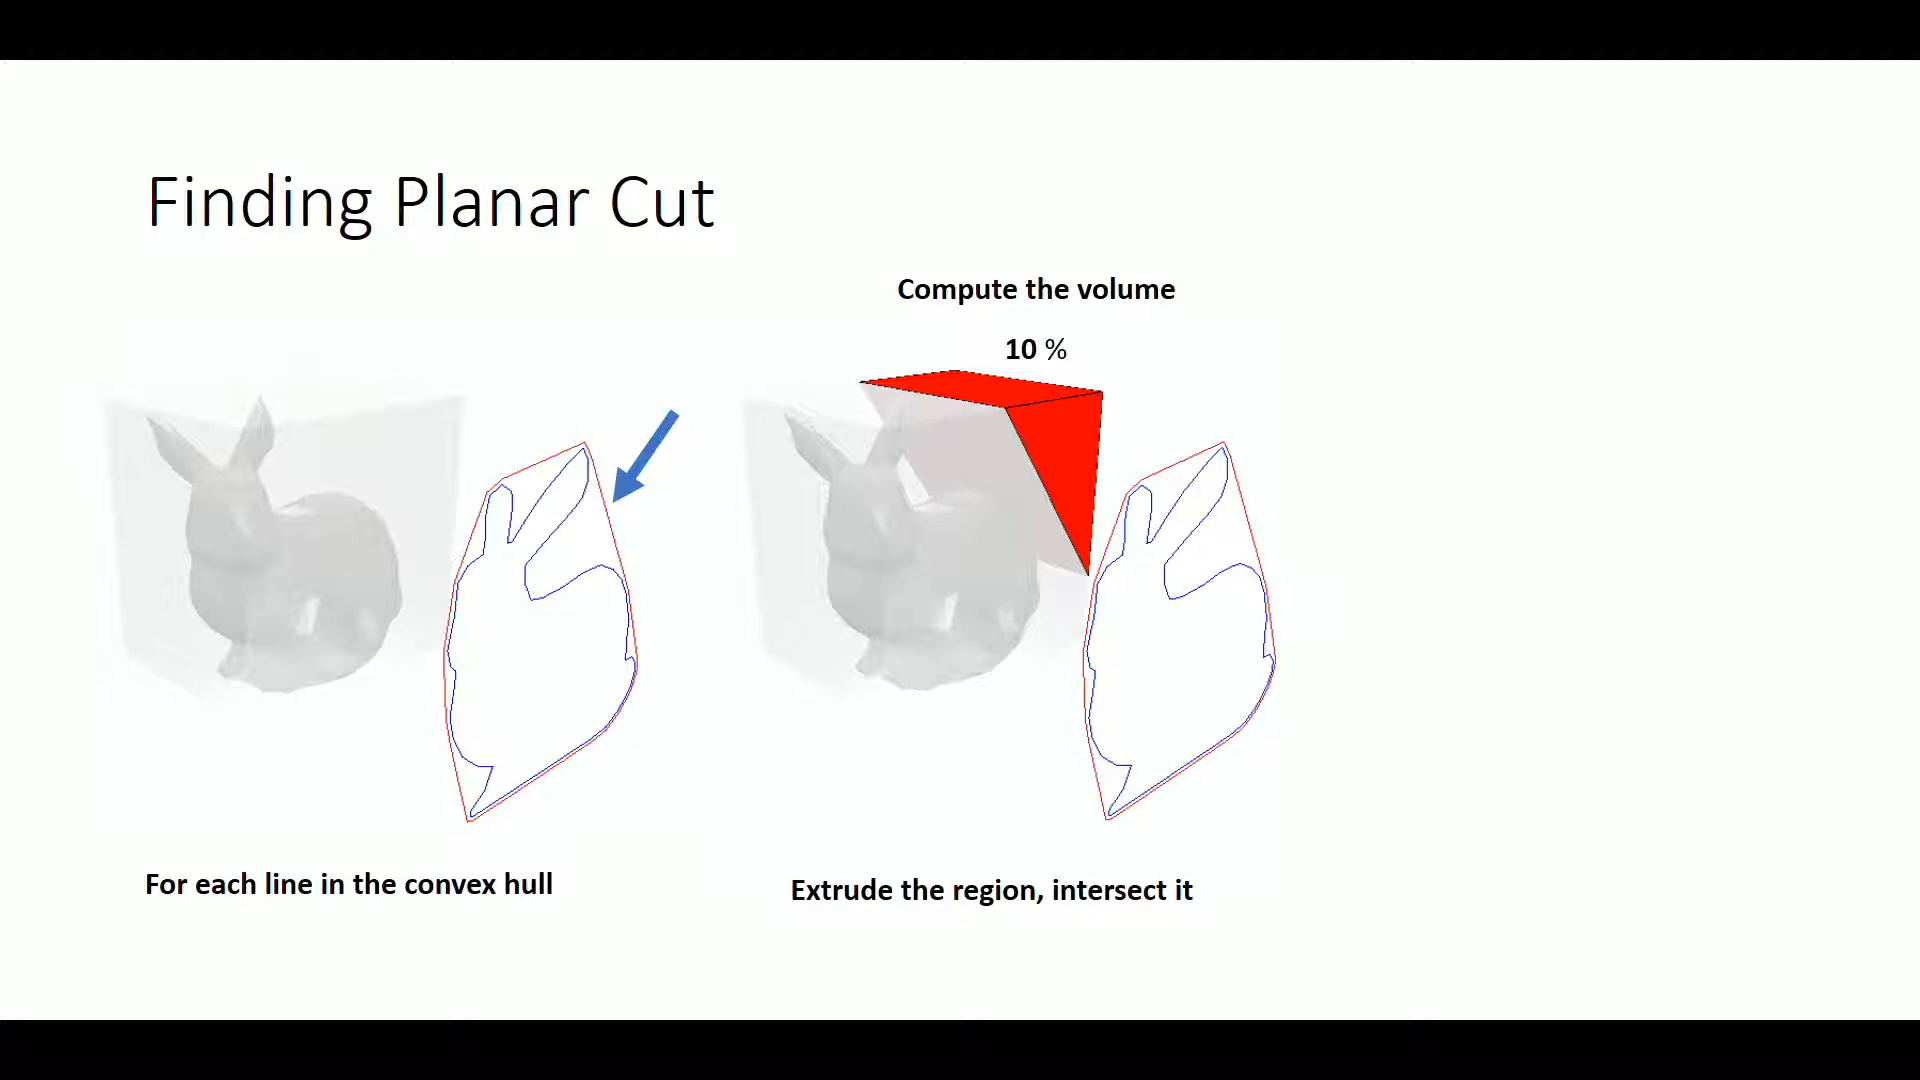 Finding Planar Cut
Compute the volume
10 %
For each line in the convex hull
Extrude the region, intersect it